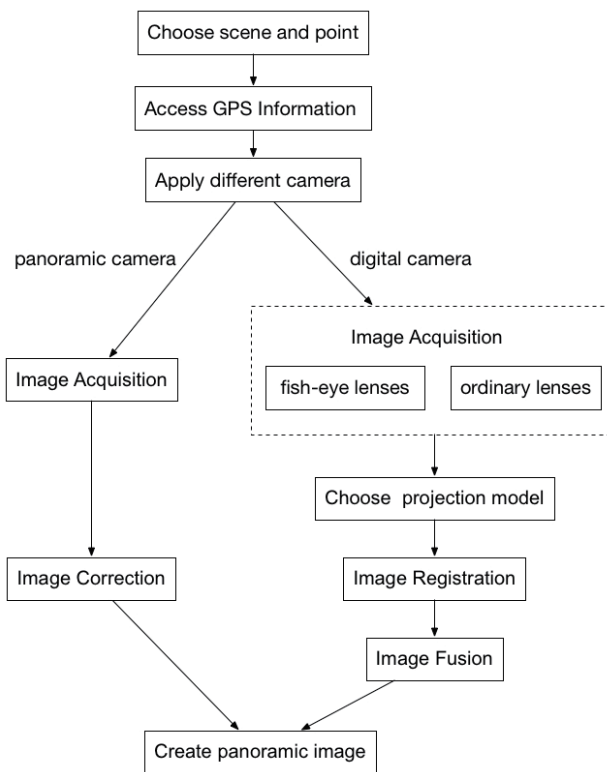 Choose scene and point
Access GPS Information
Apply different camera
panoramic camera
digital camera
Image Acquisition
Image Acquisition
fish-eye lenses
ordinary lenses
Choose projection model
Image Correction
Image Registration
Image Fusion
Create panoramic image